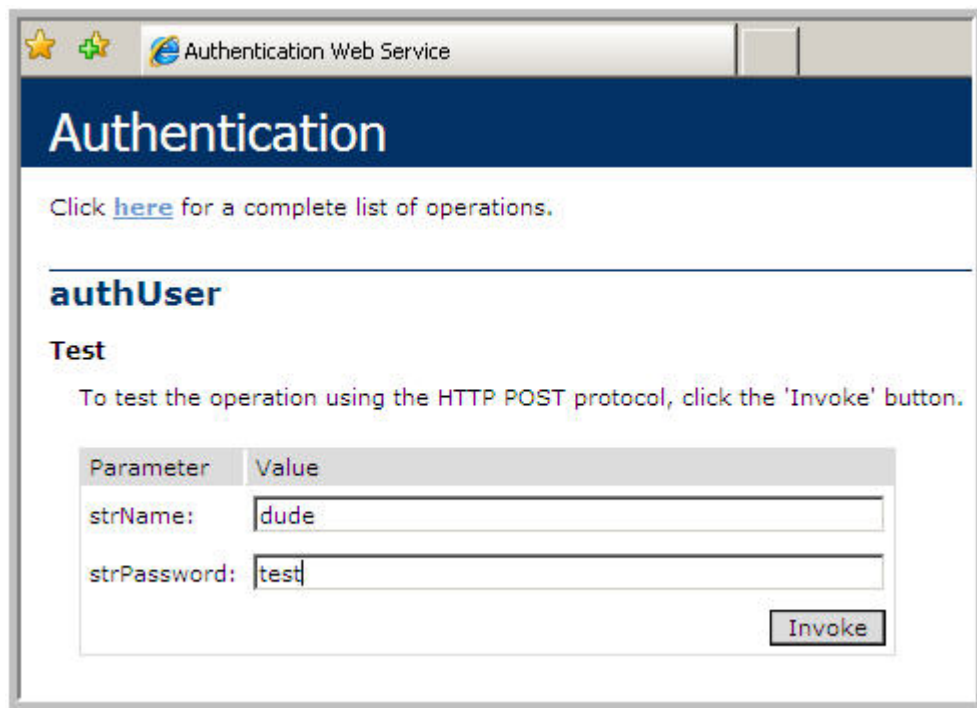 Authentication Web Service
Authentication
Click here for a complete list of operations.
authUser
Test
To test the operation using the HTTP POST protocol, click the 'Invoke' button.
Parameter Value
strName: dude
strPassword: test
Invoke